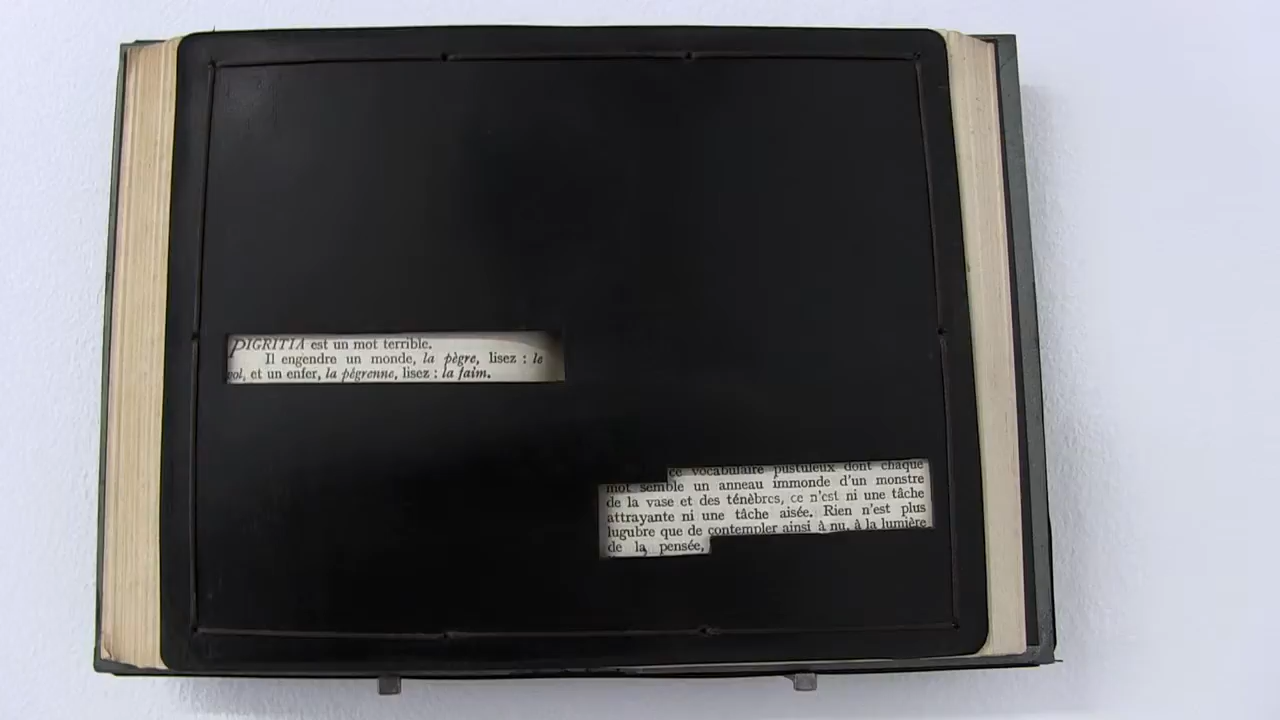 PIGRITIA est un mot terrible.
Il engendre un monde, la pègre, lisez : le
vol, et un enfer, la pégrenne, lisez : la faim.
ce vocabulaire pustuleux dont chaque
mot semble un anneau immonde d'un monstre
de la vase et des ténèbres, ce n'est ni une tâche
attrayante ni une tâche aisée. Rien n'est plus
lugubre que de contempler ainsi à nu, à la lumière
de la pensée,